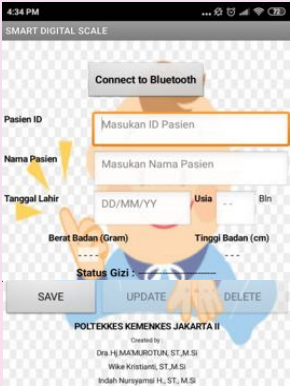 4:34 PM ... 72
SMART DIGITAL SCALE
Connect to Bluetooth
Pasien ID Masukan ID Pasien
Nama Pasien Masukan Nama Pasien
Tanggal Lahir DD/MM/YY Usia -- Bln
Berat Badan (Gram) Tinggi Badan (cm)
---- ---
Status Gizi : --------------------
SAVE UPDATE DELETE
POLTEKKES KEMENKES JAKARTA II
Created by :
Dra.Hj.MA'MUROTUN, ST.,M.Si
Wike Kristianti, ST.,M.Si
Indah Nursyamsi H., ST., M.Si